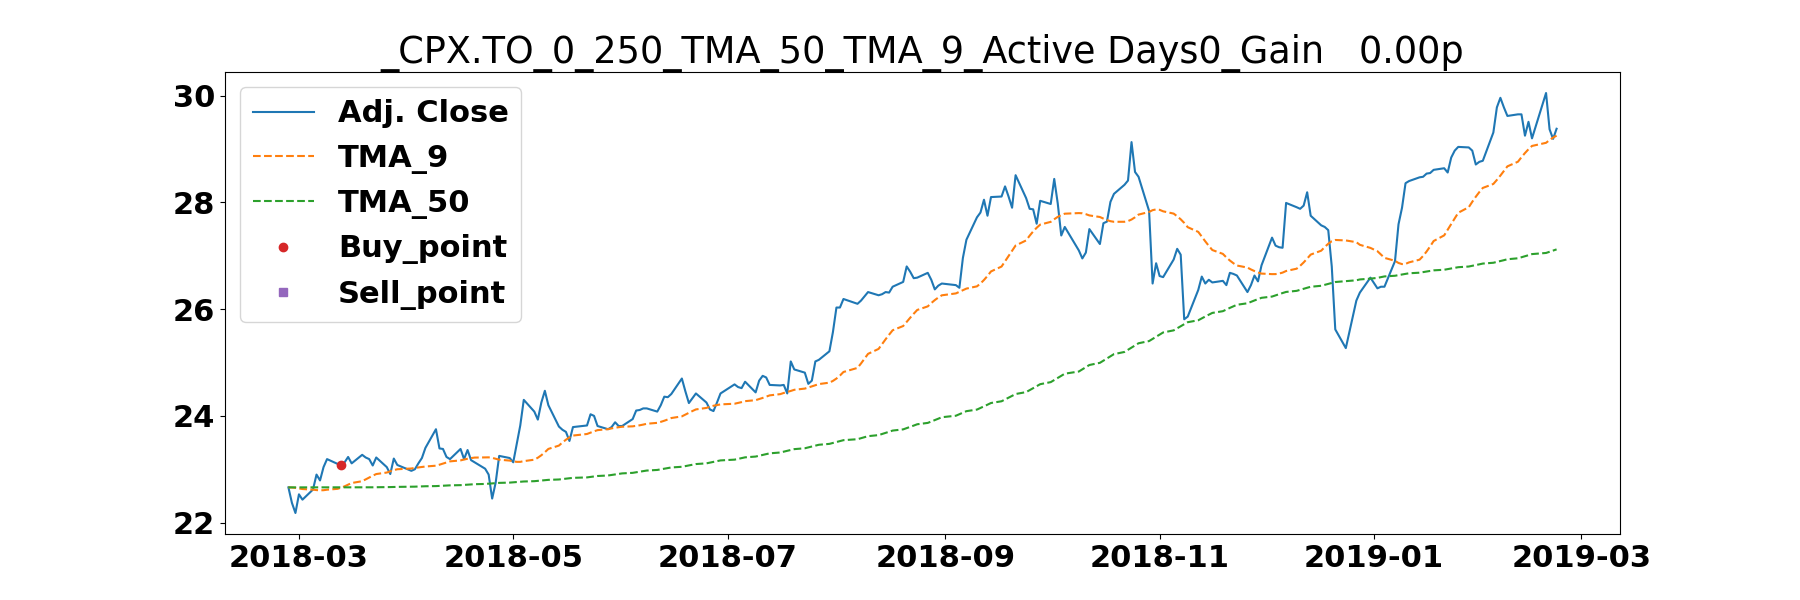 _CPX.TO_0_250_TMA_50_TMA_9_Active Days0_Gain   0.00p
30
28
26
24
22
Adj. Close
TMA_9
TMA_50
Buy_point
Sell_point
2018-03 2018-05 2018-07 2018-09 2018-11 2019-01 2019-03